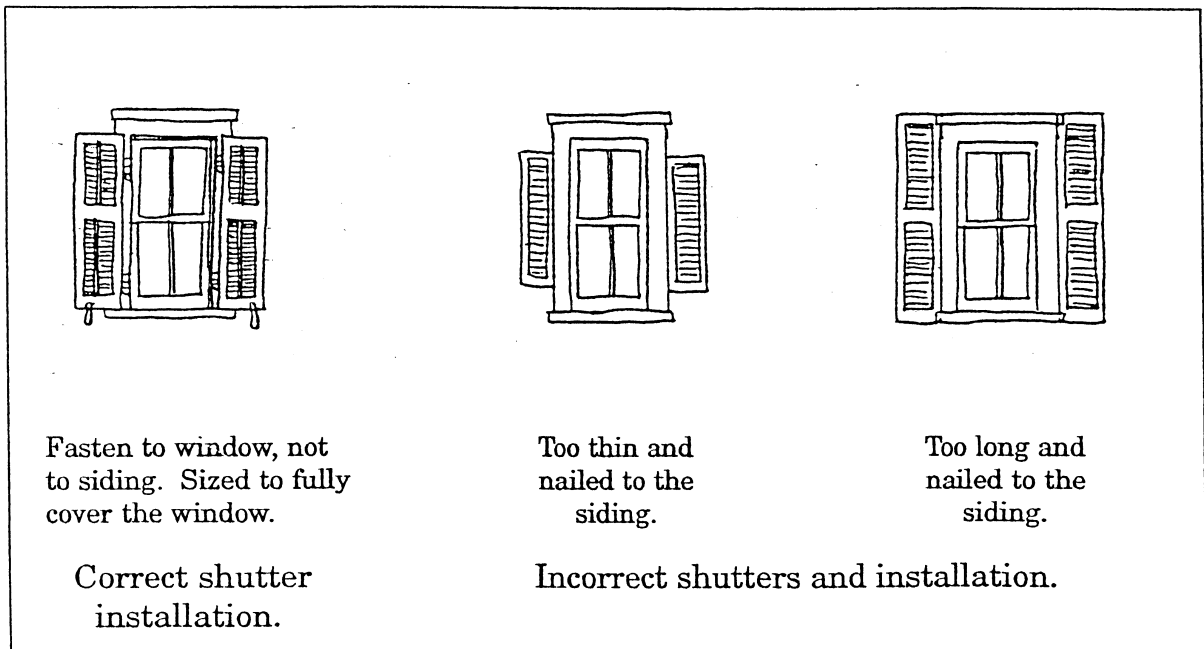 Fasten to window, not
to siding. Sized to fully
cover the window.
Too thin and
nailed to the
siding.
Too long and
nailed to the
siding.
Correct shutter
installation.
Incorrect shutters and installation.